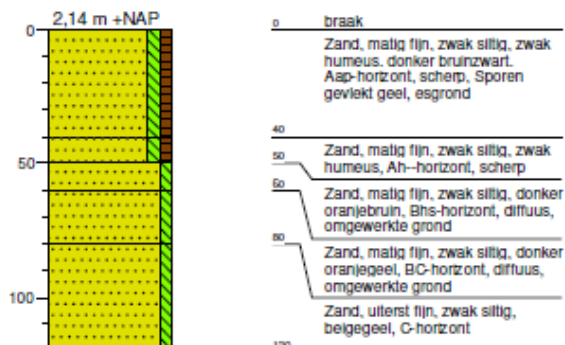 2,14 m +NAP
0
50
100
0 braak
Zand, matig fijn, zwak siltig, zwak
humeus. donker bruinzwart.
Aap-horizont, scherp, Sporen
gevlekt geel, esgrond
40
Zand, matig fijn, zwak siltig, zwak
50
humeus, Ah--horizont, scherp
60
Zand, matig fijn, zwak siltig, donker
oranjebruin, Bhs-horizont, diffuus,
omgewerkte grond
80
Zand, matig fijn, zwak siltig, donker
oranjegeel, BC-horizont, diffuus,
omgewerkte grond
Zand, uiterst fijn, zwak siltig,
beigegeel, C-horizont